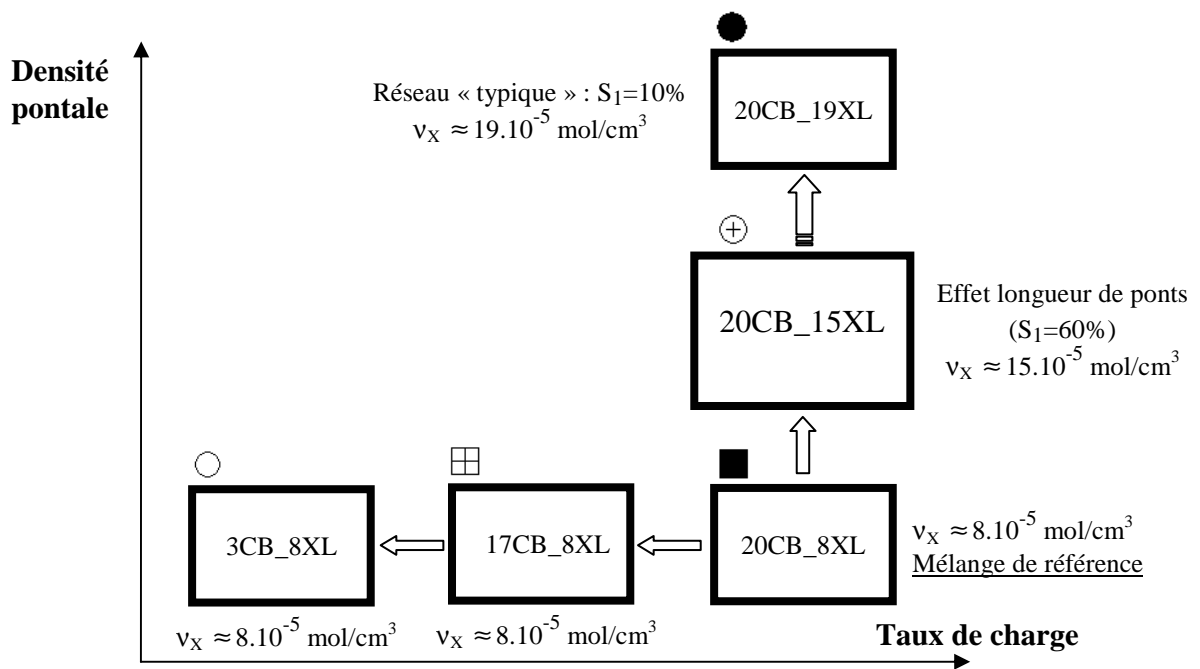 Densité
pontale
Réseau « typique » : S₁=10%
νX ≈ 19.10⁻⁵ mol/cm³
20CB_19XL
20CB_15XL
Effet longueur de ponts
(S₁=60%)
νX ≈ 15.10⁻⁵ mol/cm³
3CB_8XL
17CB_8XL
20CB_8XL
νX ≈ 8.10⁻⁵ mol/cm³
Mélange de référence
νX ≈ 8.10⁻⁵ mol/cm³
νX ≈ 8.10⁻⁵ mol/cm³
Taux de charge